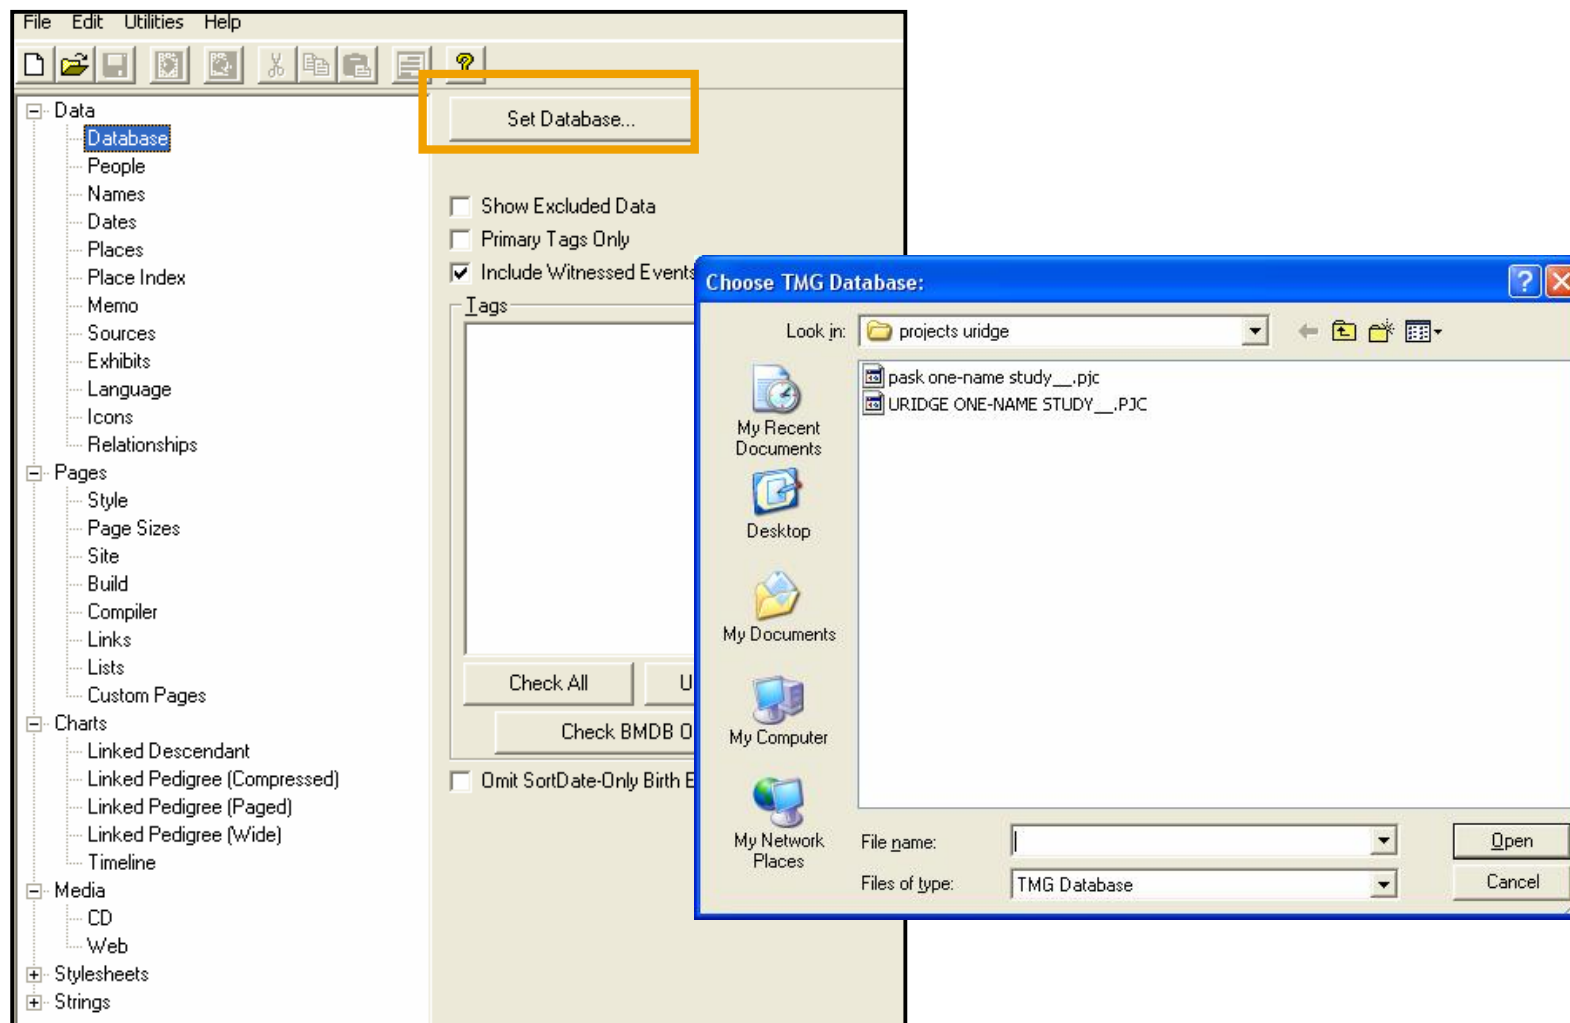 File Edit Utilities Help
Data
Database
People
Names
Dates
Places
Place Index
Memo
Sources
Exhibits
Language
Icons
Relationships
Pages
Style
Page Sizes
Site
Build
Compiler
Links
Lists
Custom Pages
Charts
Linked Descendant
Linked Pedigree (Compressed)
Linked Pedigree (Paged)
Linked Pedigree (Wide)
Timeline
Media
CD
Web
Stylesheets
Strings
Set Database...
Show Excluded Data
Primary Tags Only
Include Witnessed Events
Tags
Check All U
Check BMDB O
Omit SortDate-Only Birth E
Choose TMG Database:
Look in: projects uridge
pask one-name study__.pjc
URIDGE ONE-NAME STUDY__.PJC
My Recent
Documents
Desktop
My Documents
My Computer
My Network
Places
File name: Open
Files of type: TMG Database Cancel